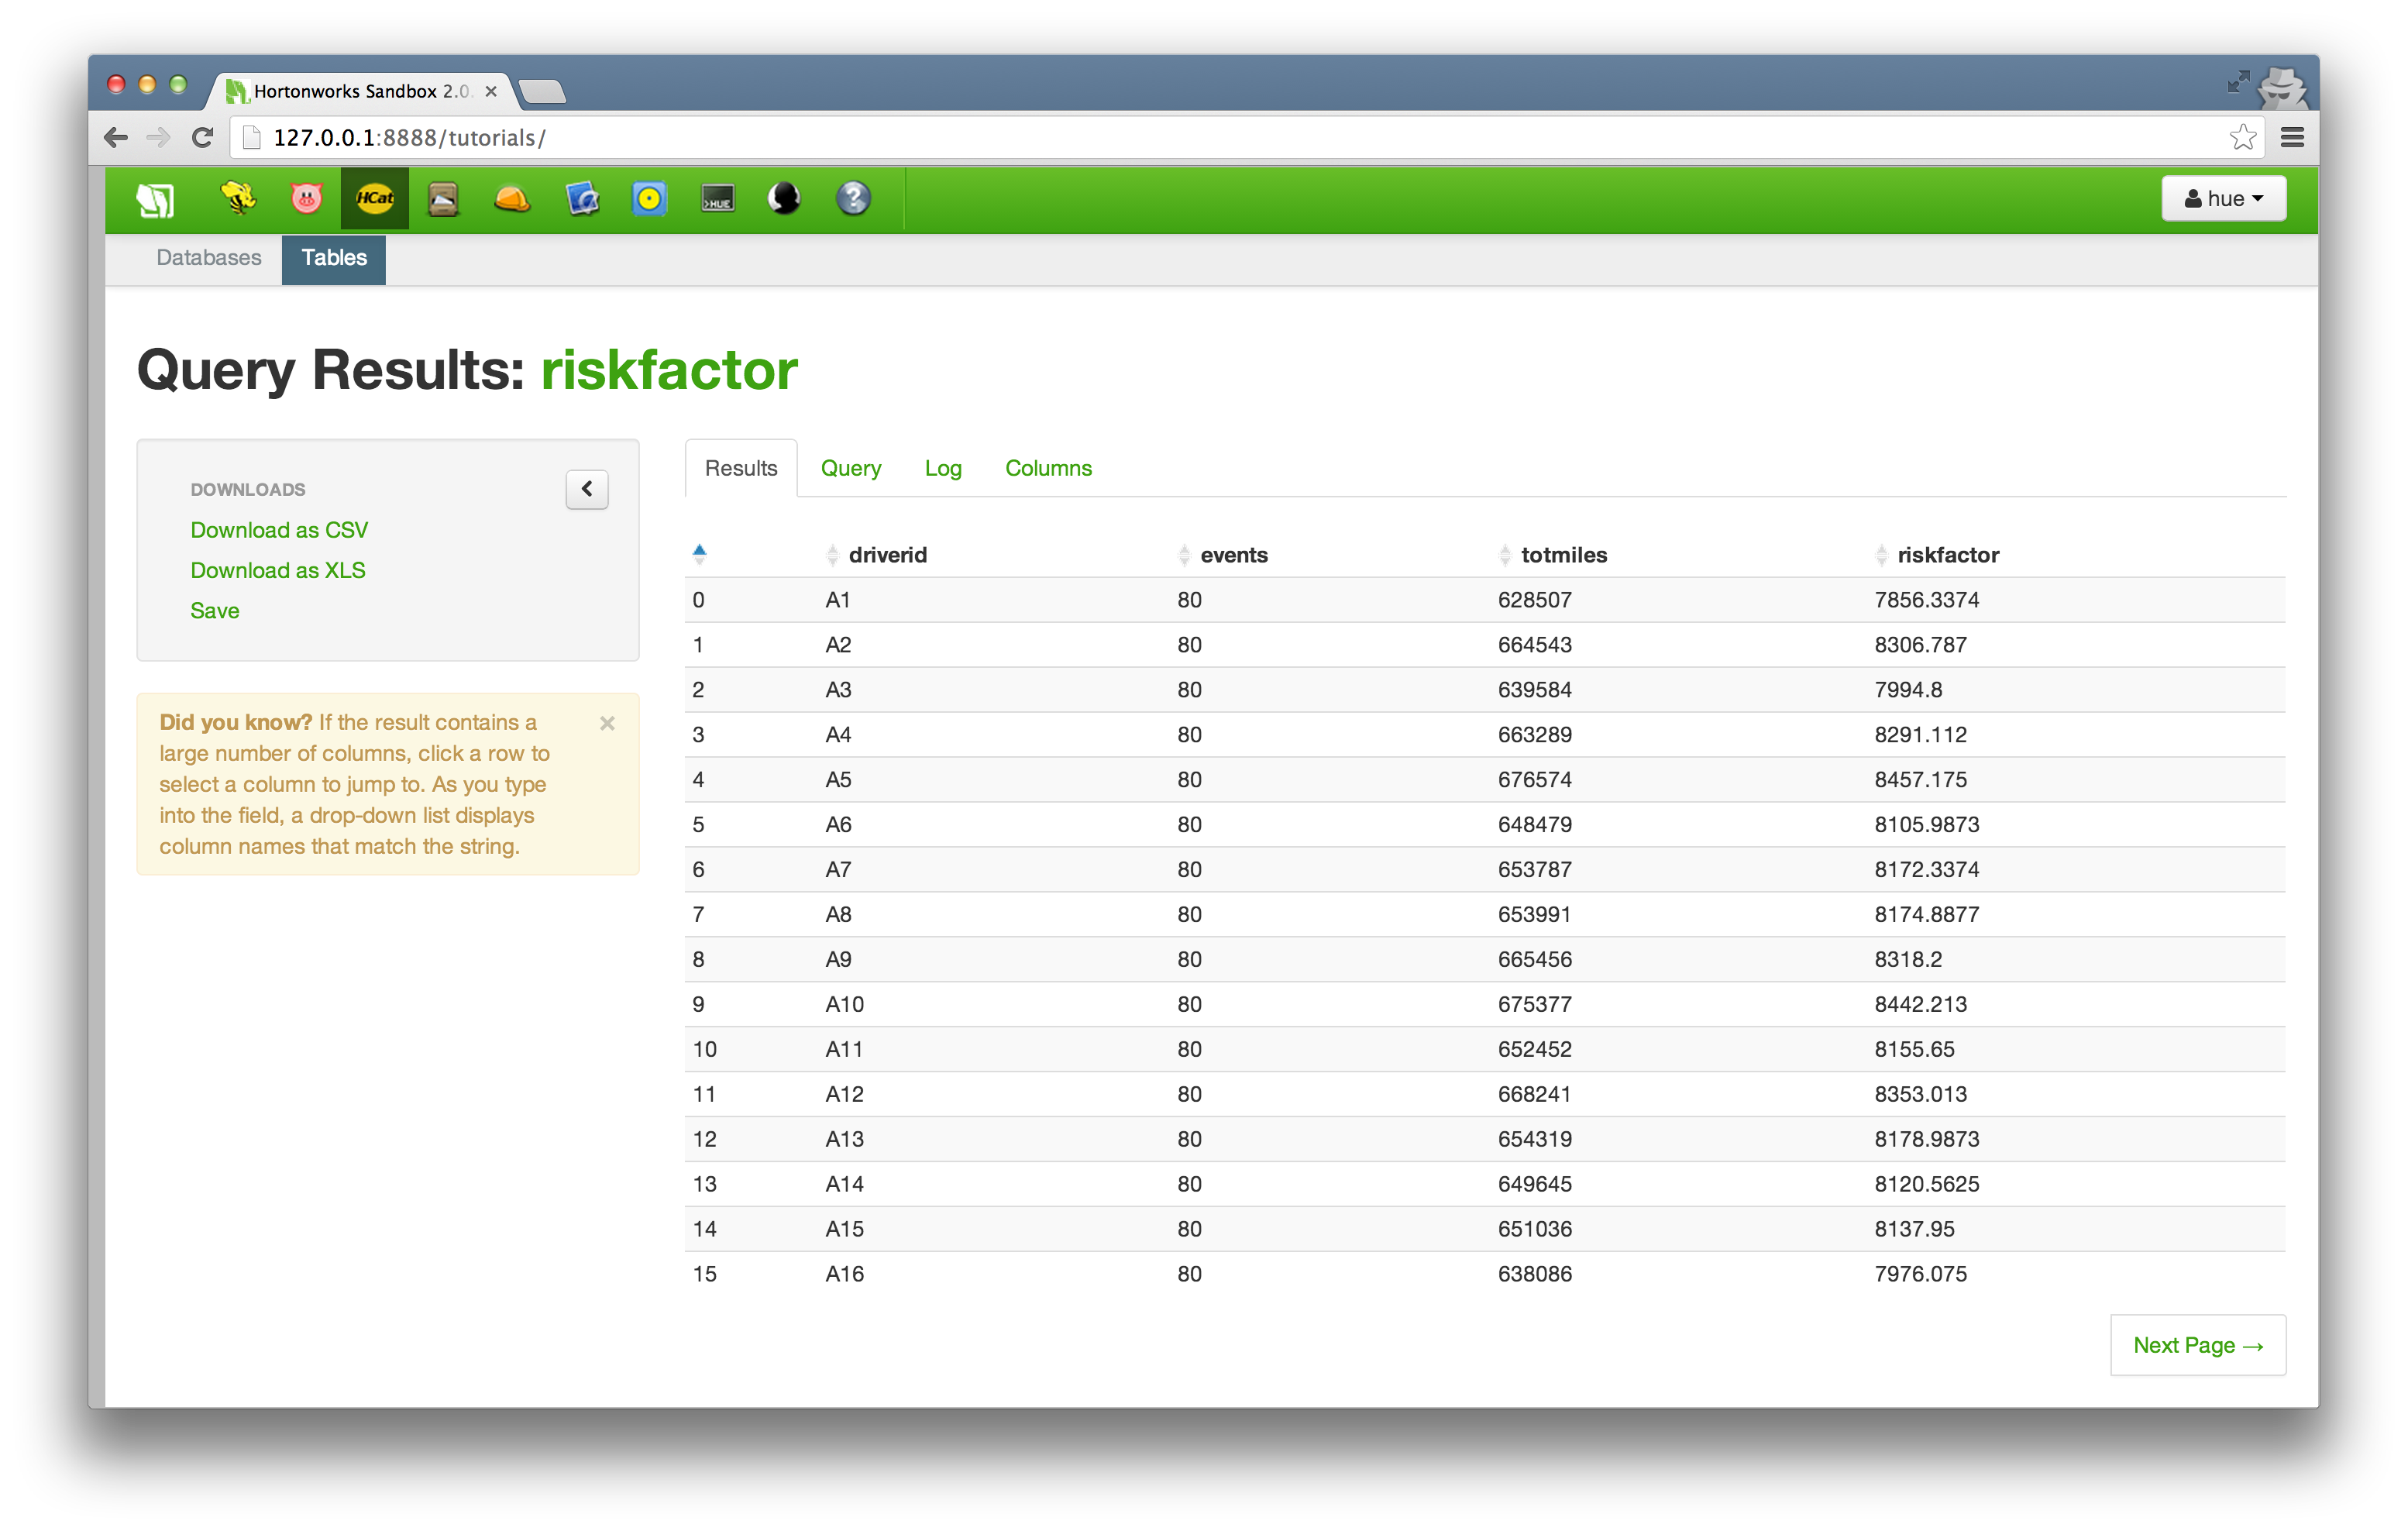 Hortonworks Sandbox 2.0.
127.0.0.1:8888/tutorials/
HCat
>HUE
?
hue
Databases Tables
Query Results: riskfactor
DOWNLOADS
Download as CSV
Download as XLS
Save
Did you know? If the result contains a
large number of columns, click a row to
select a column to jump to. As you type
into the field, a drop-down list displays
column names that match the string.
Results Query Log Columns
driverid events totmiles riskfactor
0 A1 80 628507 7856.3374
1 A2 80 664543 8306.787
2 A3 80 639584 7994.8
3 A4 80 663289 8291.112
4 A5 80 676574 8457.175
5 A6 80 648479 8105.9873
6 A7 80 653787 8172.3374
7 A8 80 653991 8174.8877
8 A9 80 665456 8318.2
9 A10 80 675377 8442.213
10 A11 80 652452 8155.65
11 A12 80 668241 8353.013
12 A13 80 654319 8178.9873
13 A14 80 649645 8120.5625
14 A15 80 651036 8137.95
15 A16 80 638086 7976.075
Next Page →